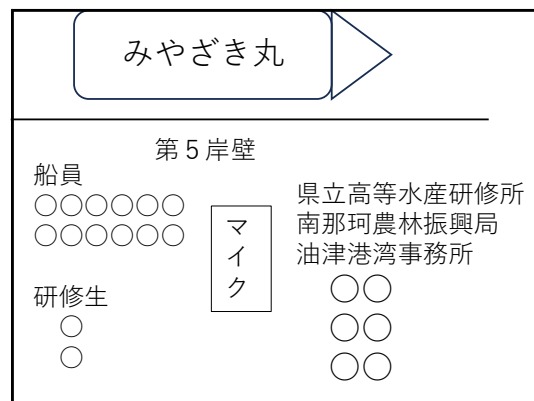 みやざき丸
第5岸壁
船員
○○○○○○
○○○○○○
研修生
○
○
マイク
県立高等水産研修所
南那珂農林振興局
油津港湾事務所
○○
○○
○○